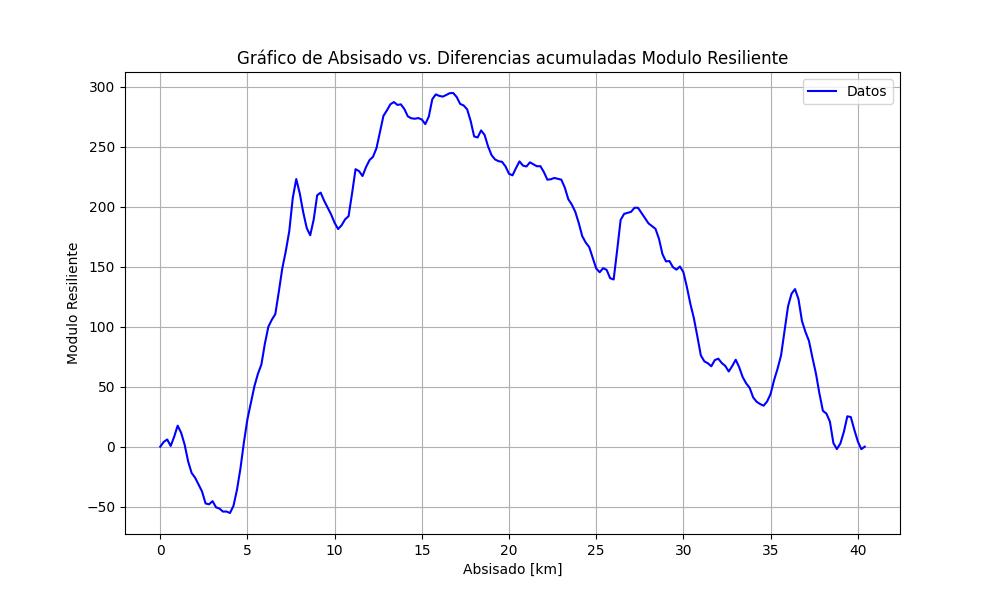 Gráfico de Absisado vs. Diferencias acumuladas Modulo Resiliente
Datos
Modulo Resiliente
300
250
200
150
100
50
0
−50
0 5 10 15 20 25 30 35 40
Absisado [km]